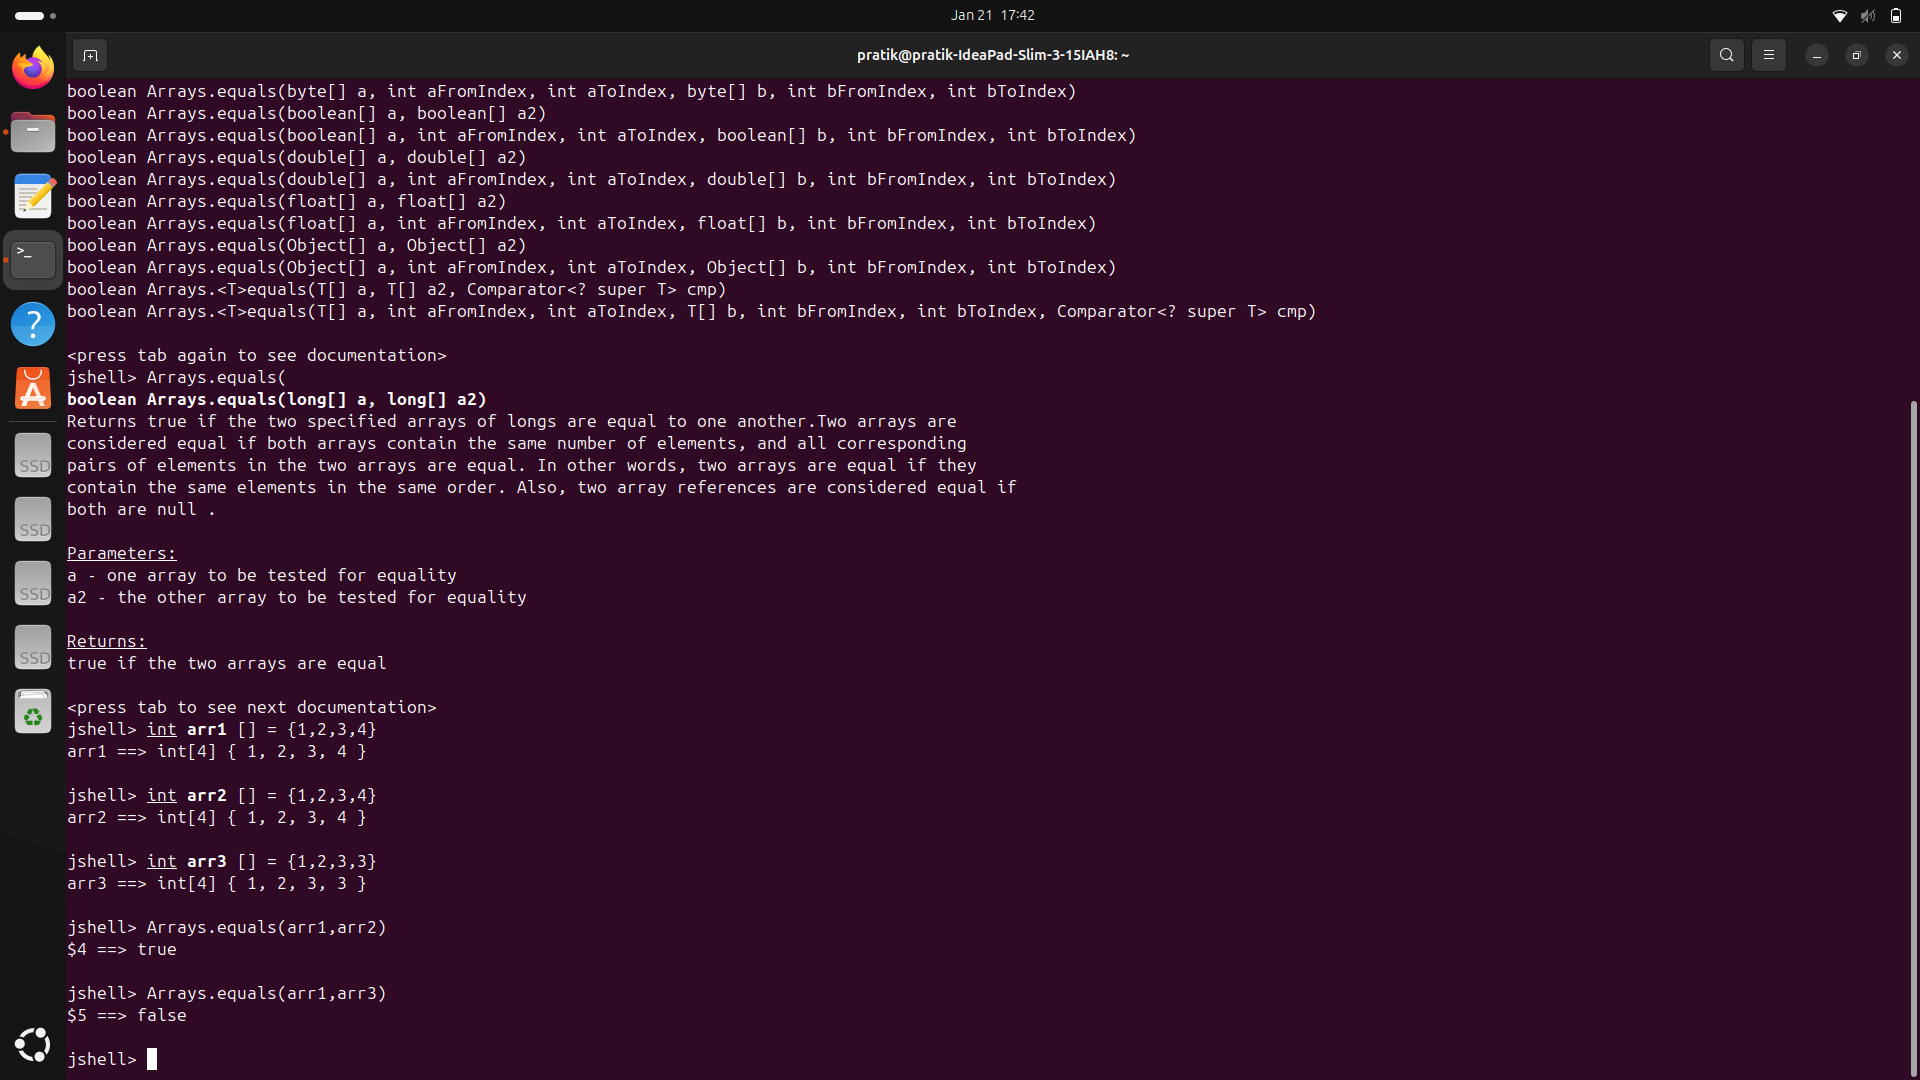 Jan 21 17:42
pratik@pratik-IdeaPad-Slim-3-15IAH8: ~
boolean Arrays.equals(byte[] a, int aFromIndex, int aToIndex, byte[] b, int bFromIndex, int bToIndex)
boolean Arrays.equals(boolean[] a, boolean[] a2)
boolean Arrays.equals(boolean[] a, int aFromIndex, int aToIndex, boolean[] b, int bFromIndex, int bToIndex)
boolean Arrays.equals(double[] a, double[] a2)
boolean Arrays.equals(double[] a, int aFromIndex, int aToIndex, double[] b, int bFromIndex, int bToIndex)
boolean Arrays.equals(float[] a, float[] a2)
boolean Arrays.equals(float[] a, int aFromIndex, int aToIndex, float[] b, int bFromIndex, int bToIndex)
boolean Arrays.equals(Object[] a, Object[] a2)
boolean Arrays.equals(Object[] a, int aFromIndex, int aToIndex, Object[] b, int bFromIndex, int bToIndex)
boolean Arrays.<T>equals(T[] a, T[] a2, Comparator<? super T> cmp)
boolean Arrays.<T>equals(T[] a, int aFromIndex, int aToIndex, T[] b, int bFromIndex, int bToIndex, Comparator<? super T> cmp)
<press tab again to see documentation>
jshell> Arrays.equals(
boolean Arrays.equals(long[] a, long[] a2)
Returns true if the two specified arrays of longs are equal to one another.Two arrays are
considered equal if both arrays contain the same number of elements, and all corresponding
pairs of elements in the two arrays are equal. In other words, two arrays are equal if they
contain the same elements in the same order. Also, two array references are considered equal if
both are null .
Parameters:
a - one array to be tested for equality
a2 - the other array to be tested for equality
Returns:
true if the two arrays are equal
<press tab to see next documentation>
jshell> int arr1 [] = {1,2,3,4}
arr1 ==> int[4] { 1, 2, 3, 4 }
jshell> int arr2 [] = {1,2,3,4}
arr2 ==> int[4] { 1, 2, 3, 4 }
jshell> int arr3 [] = {1,2,3,3}
arr3 ==> int[4] { 1, 2, 3, 3 }
jshell> Arrays.equals(arr1,arr2)
$4 ==> true
jshell> Arrays.equals(arr1,arr3)
$5 ==> false
jshell>
SSD
SSD
SSD
SSD